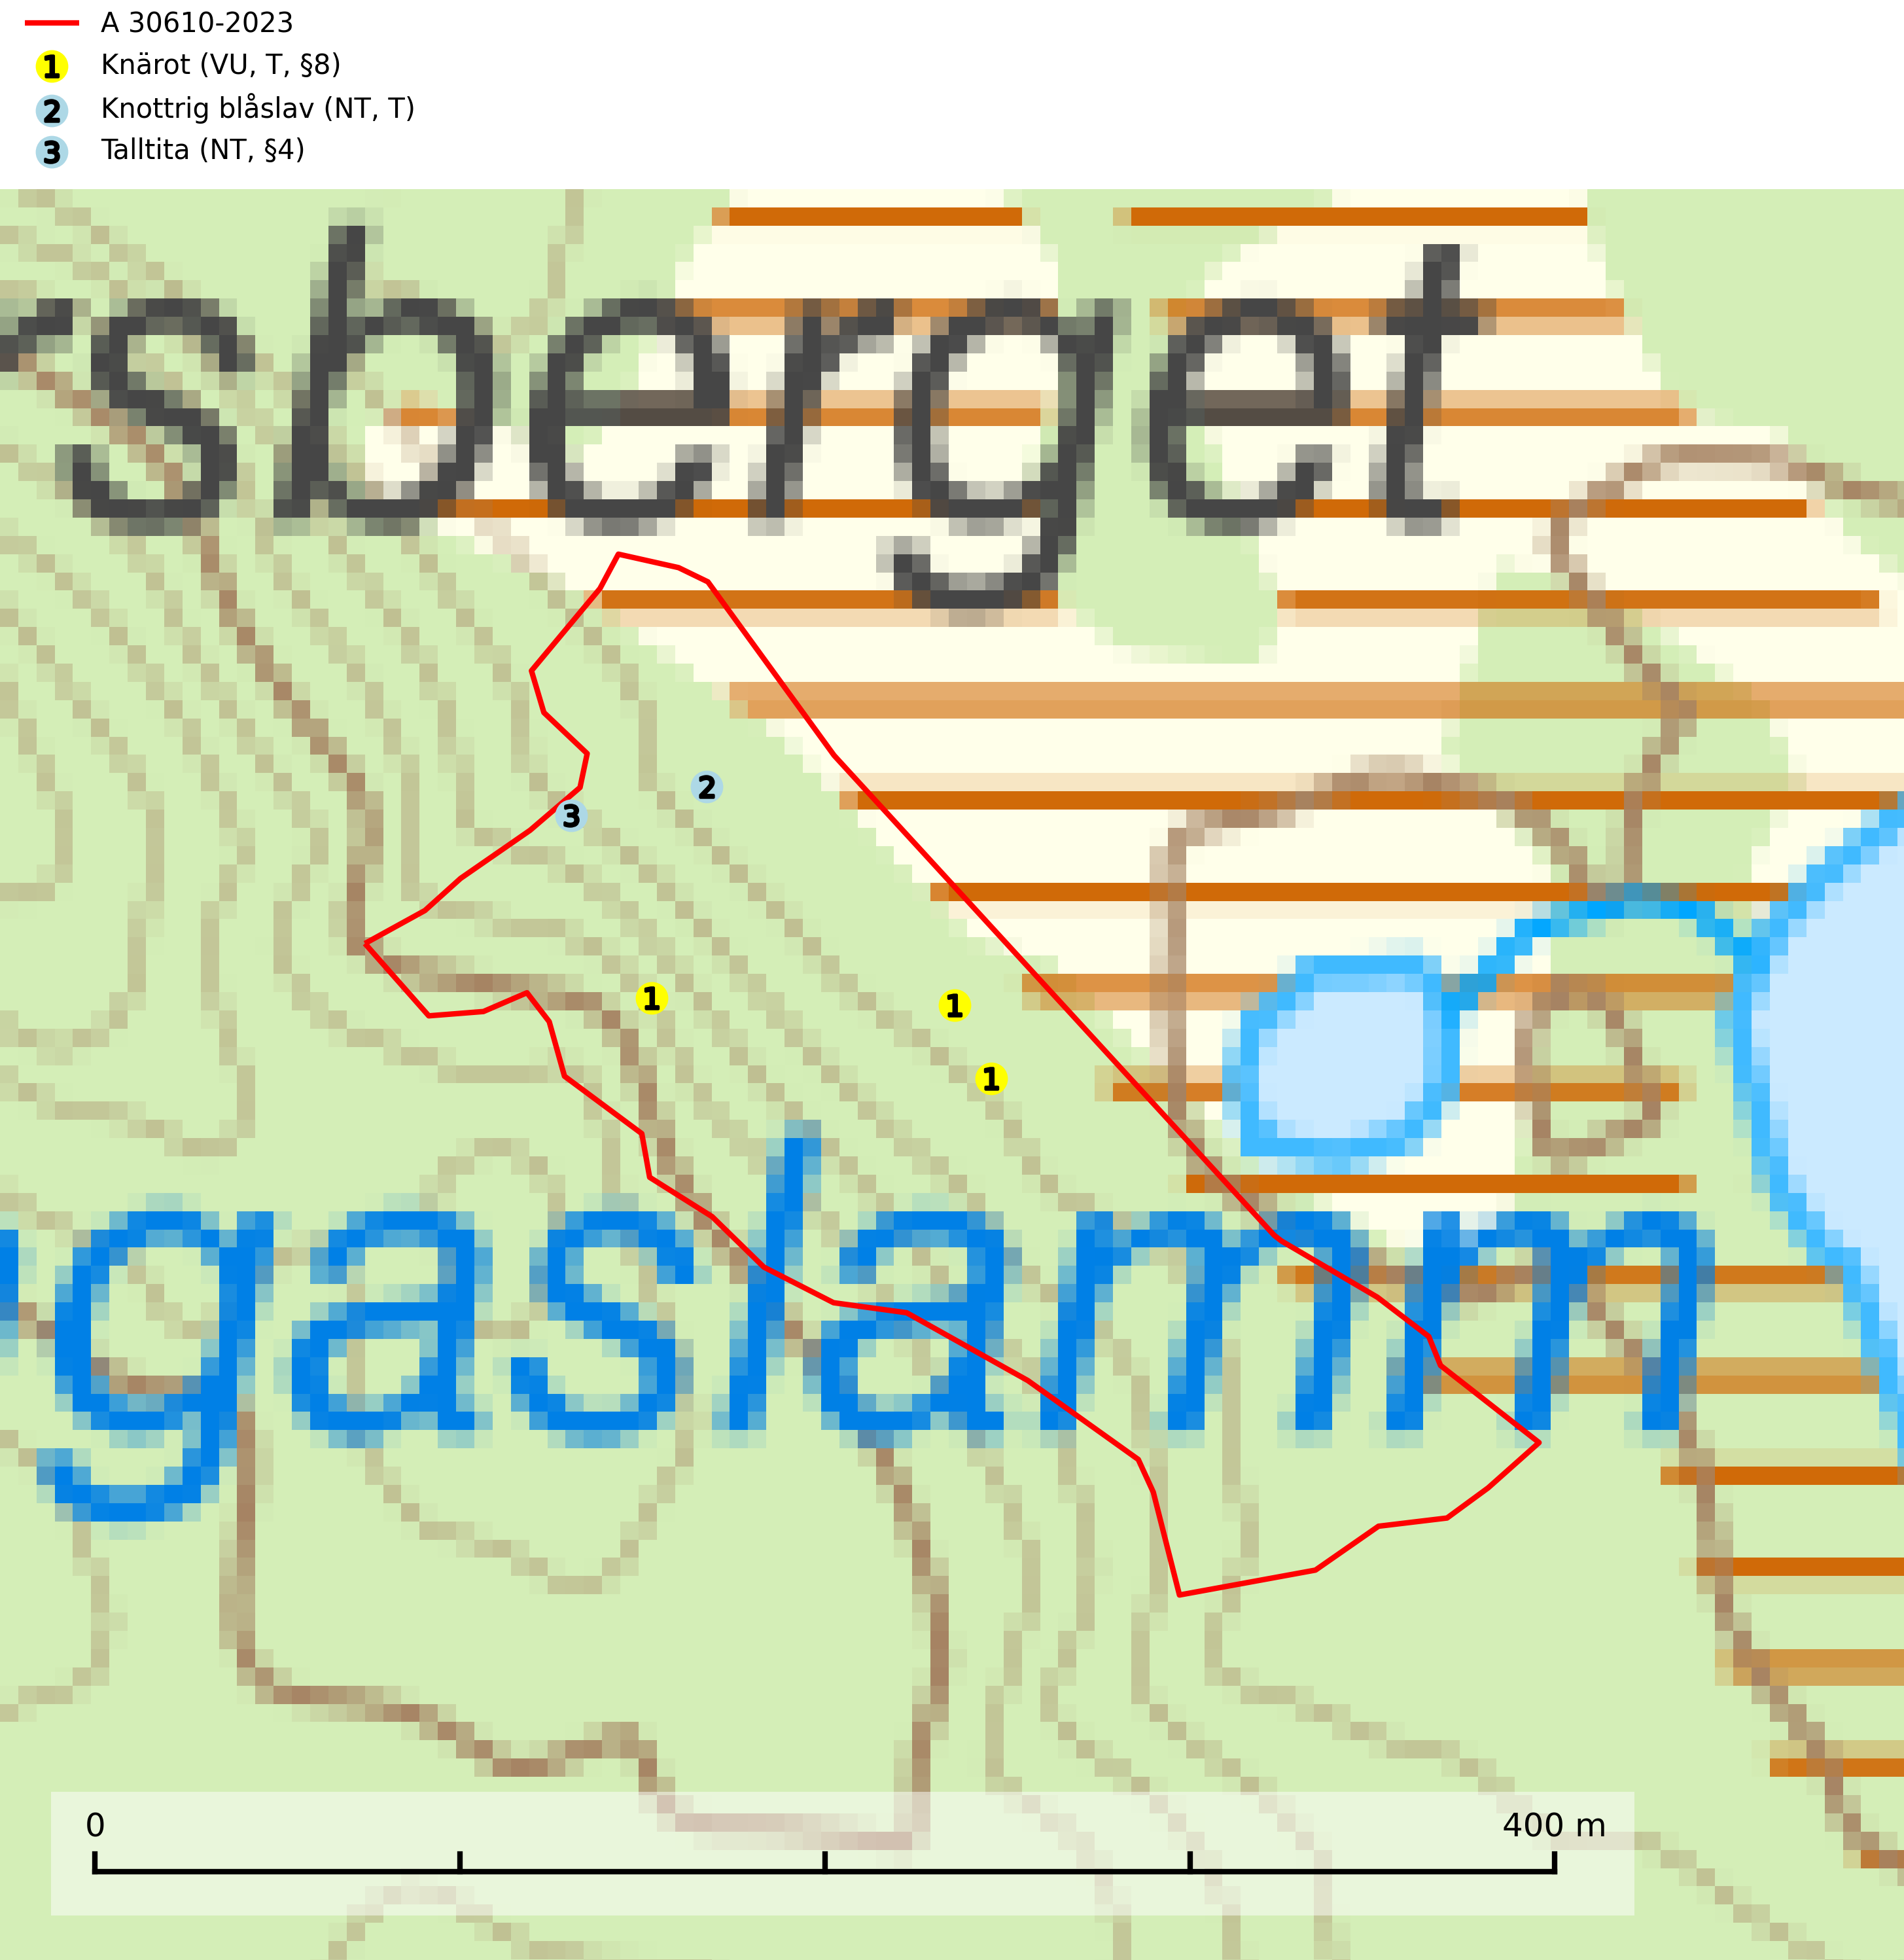 A 30610-2023
1 Knärot (VU, T, §8)
2 Knottrig blåslav (NT, T)
3 Talltita (NT, §4)
sberget
2
3
1
1
1
gaslamm
0 400 m